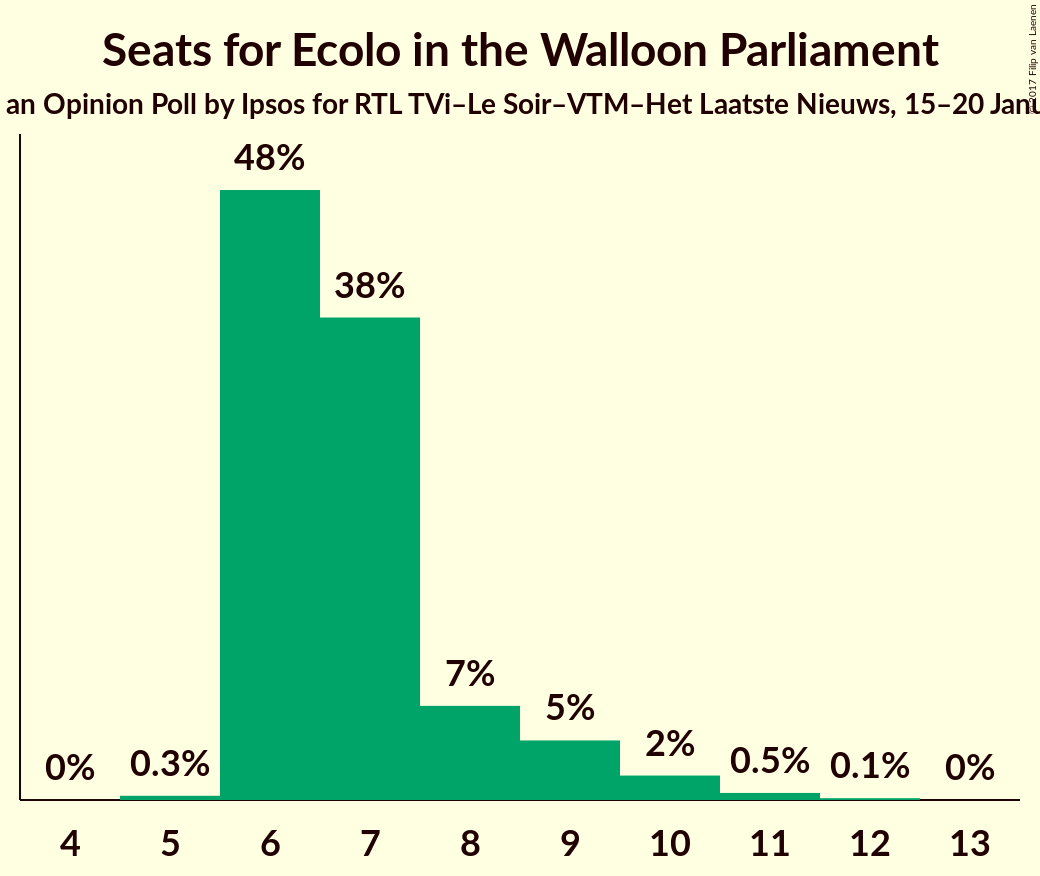 Seats for Ecolo in the Walloon Parliament
an Opinion Poll by Ipsos for RTL TVi–Le Soir–VTM–Het Laatste Nieuws, 15–20 Janu
© 2017 Filip van Laenen
48%
38%
7%
5%
2%
0.5%
0.1%
0%
0.3%
0%
4 5 6 7 8 9 10 11 12 13